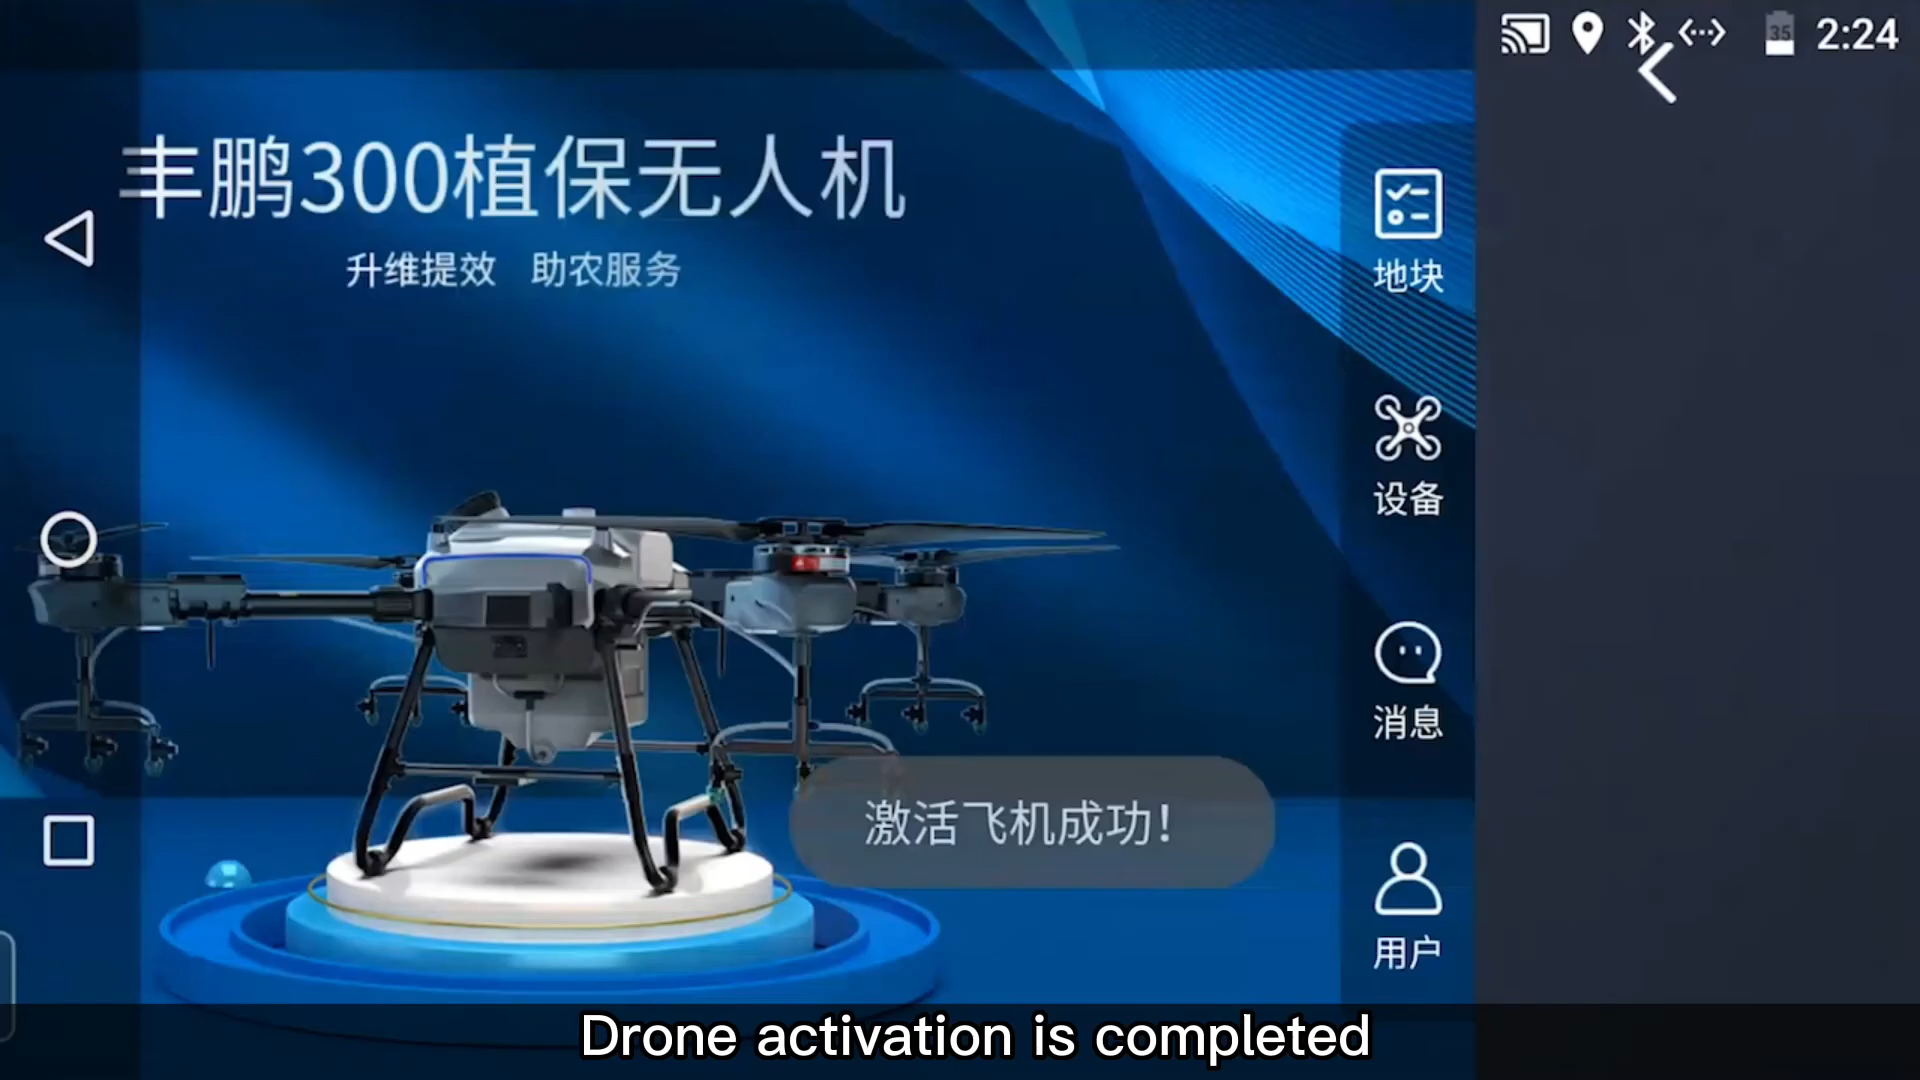 35 2:24
丰鹏300植保无人机
升维提效 助农服务
地块
设备
消息
激活飞机成功！
用户
Drone activation is completed